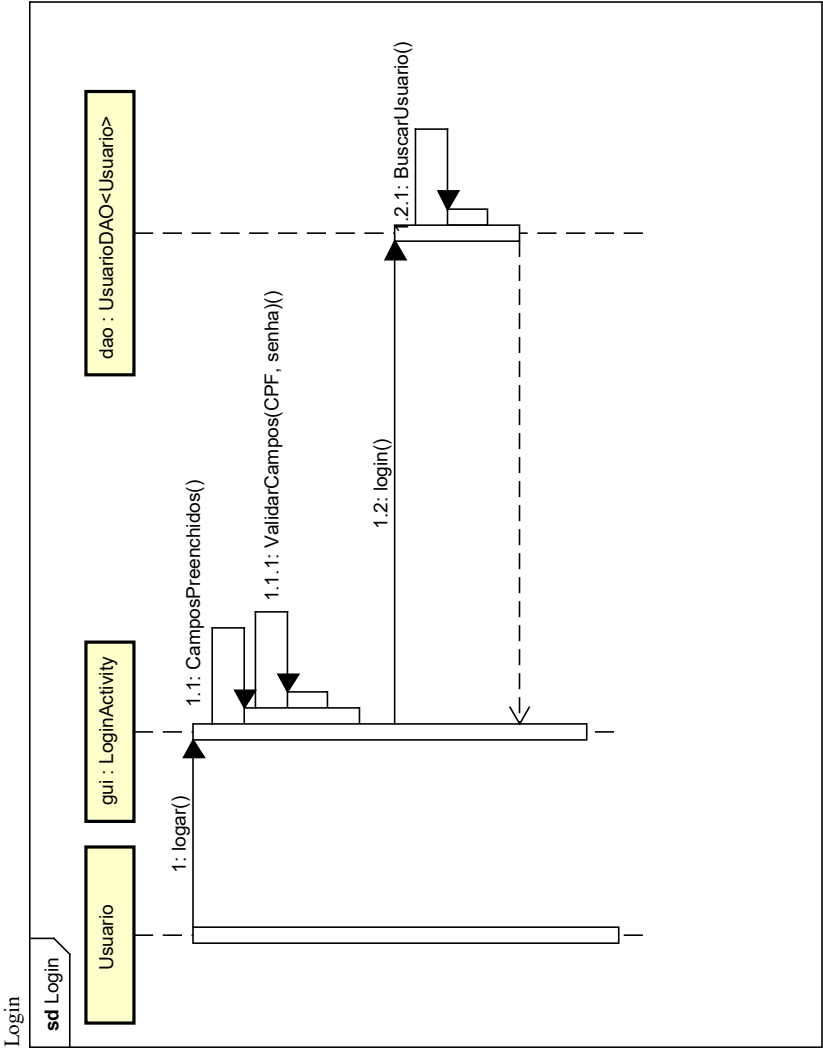 Login
sd Login
Usuario
gui : LoginActivity
dao : UsuarioDAO<Usuario>
1: logar()
1.1: CamposPreenchidos()
1.1.1: ValidarCampos(CPF, senha)()
1.2: login()
1.2.1: BuscarUsuario()